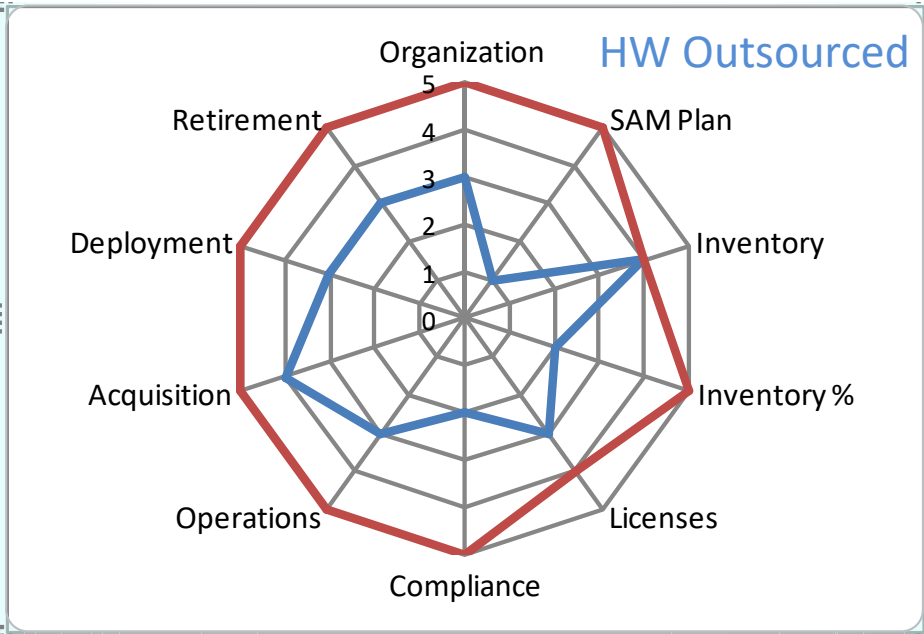 HW Outsourced
Organization
5
4
3
2
1
0
SAM Plan
Inventory
Inventory %
Licenses
Compliance
Operations
Acquisition
Deployment
Retirement